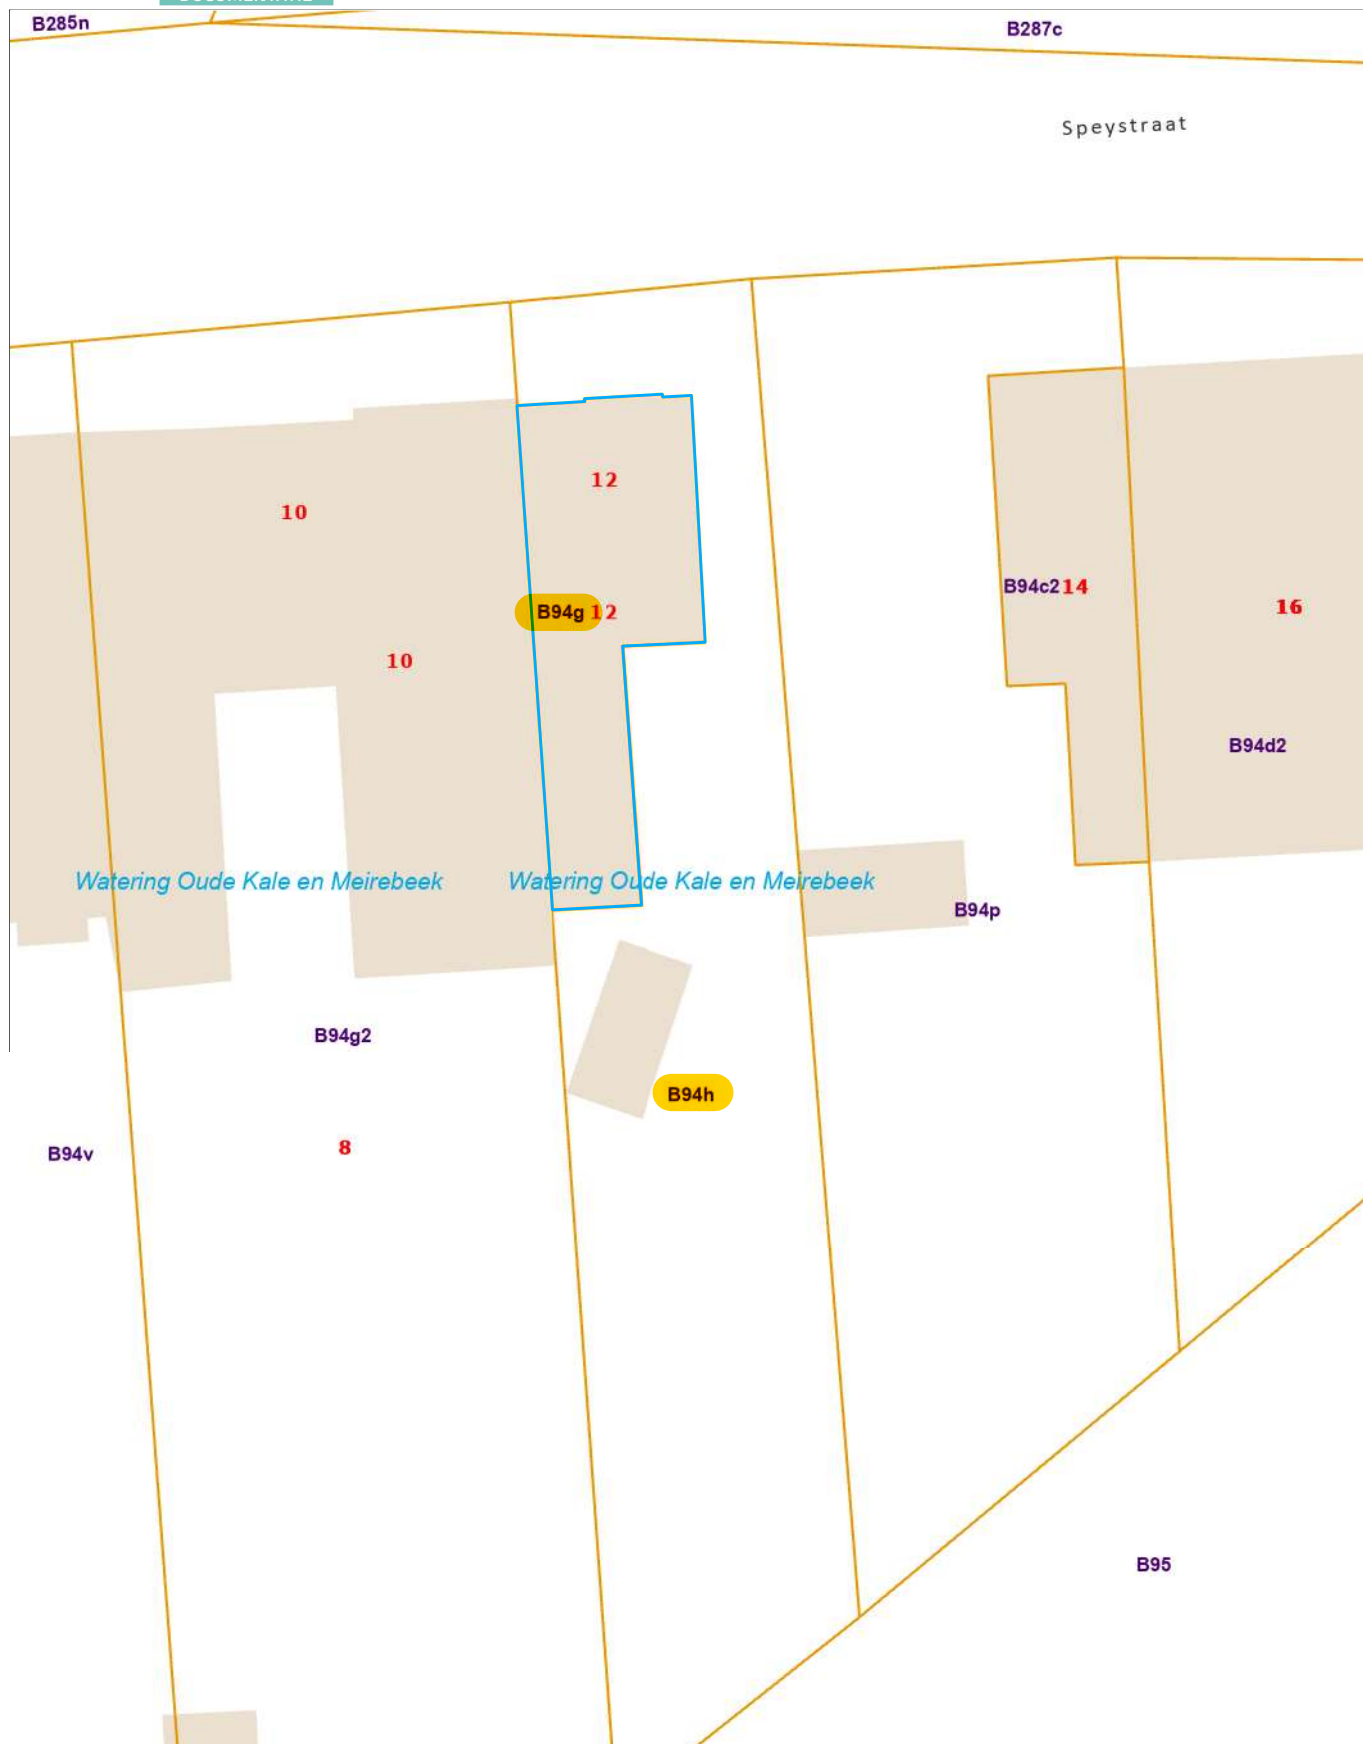 B285n
B287c
Speystraat
12
10
B94c2 14
16
B94g 12
10
B94d2
Watering Oude Kale en Meirebeek
Watering Oude Kale en Meirebeek
B94p
B94g2
B94h
B94v
8
B95